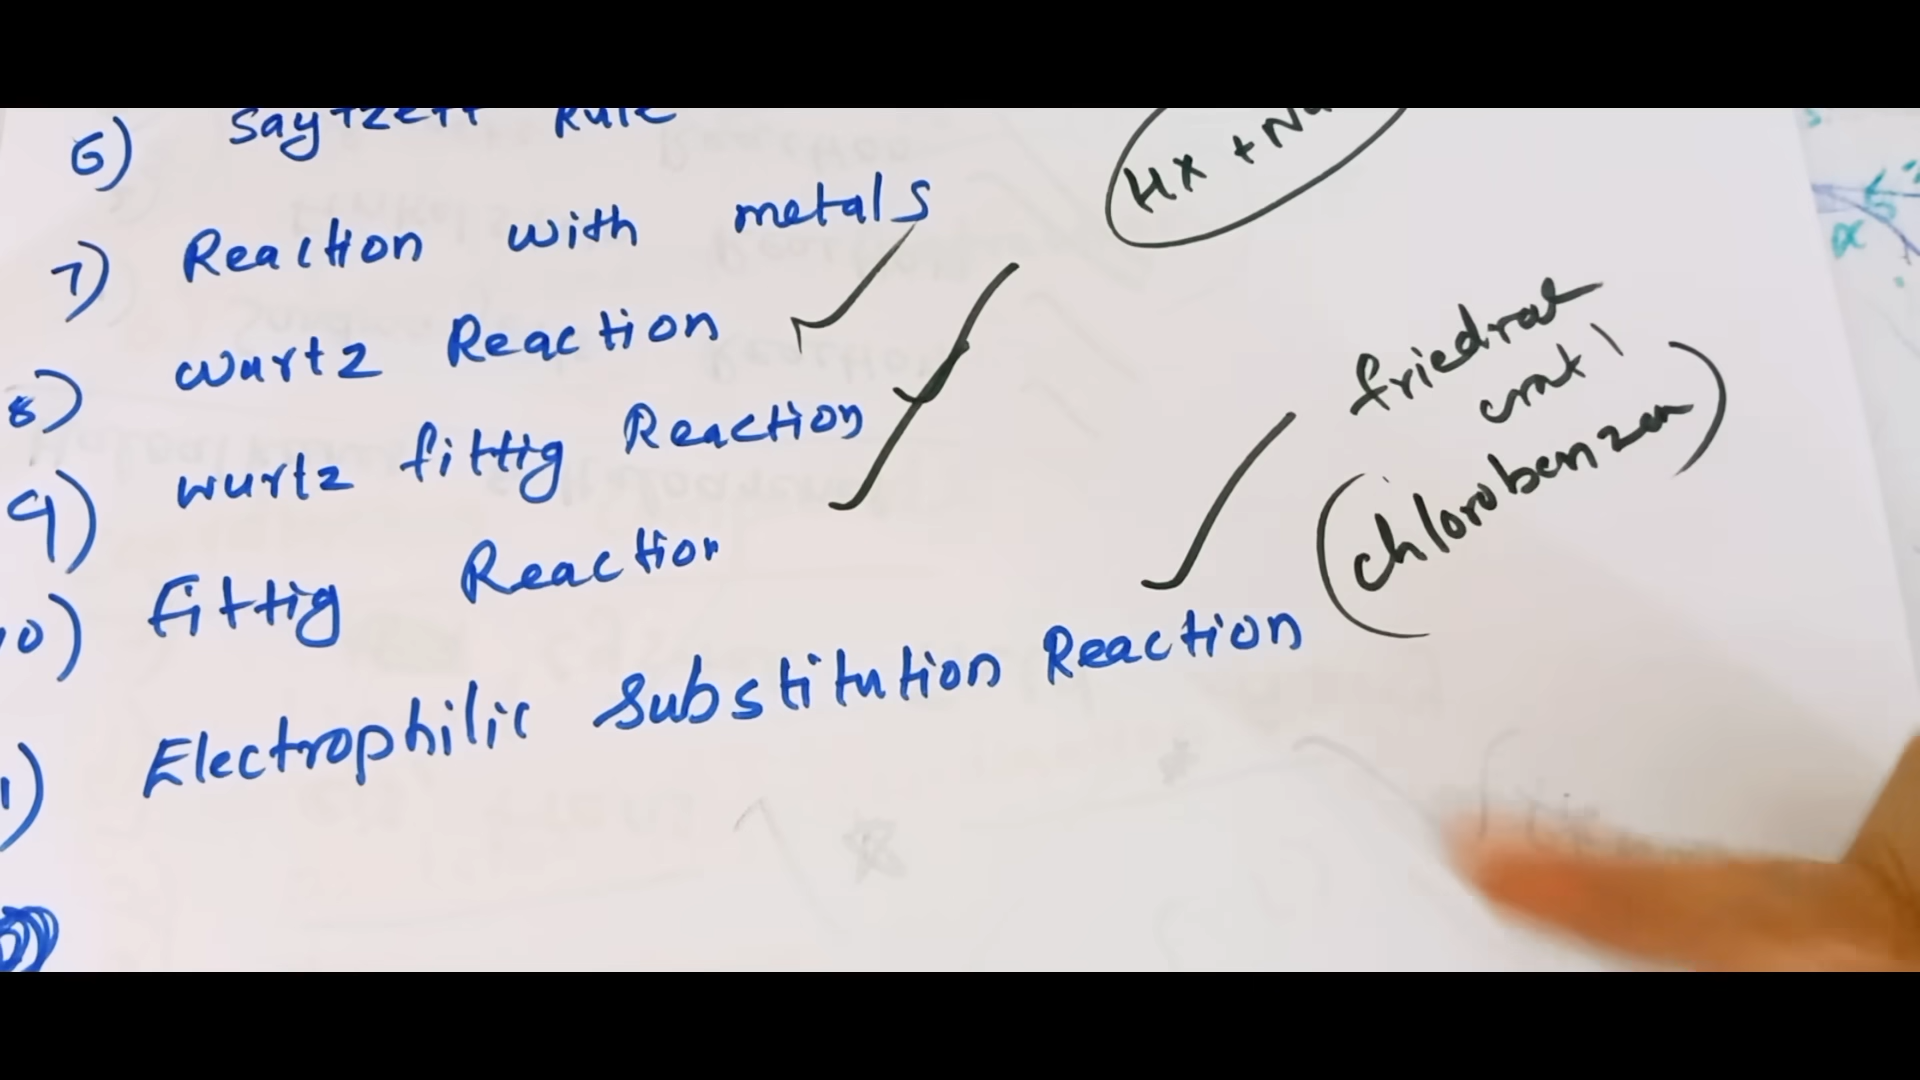 6) Saytzeff Rule
7) Reaction with metals
8) wurtz Reaction
9) wurtz fittig Reaction
10) Fittig Reaction
1) Electrophilic Substitution Reaction
HX + Na
friedral
craft
(chlorobenzen)